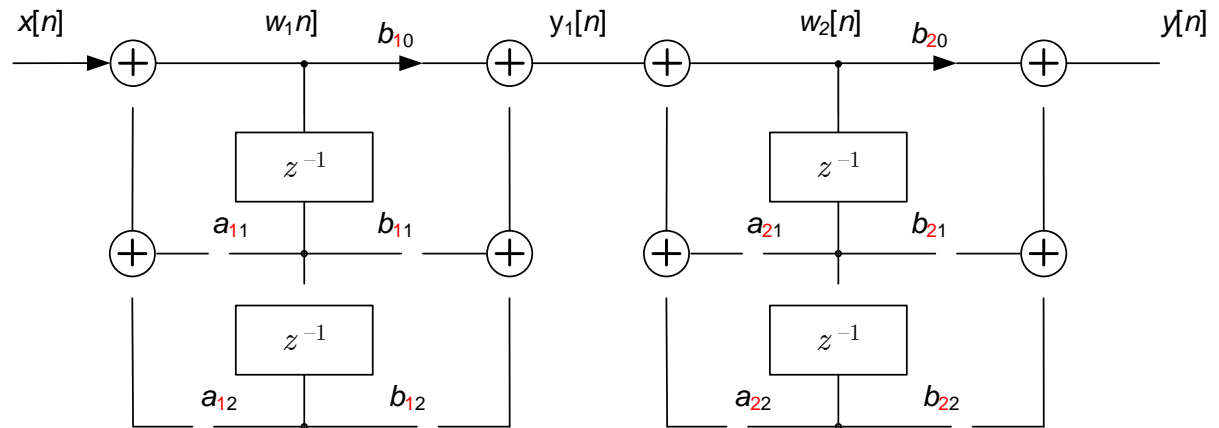 x[n] w₁n] b₁₀ y₁[n] w₂[n] b₂₀ y[n]
z⁻¹ z⁻¹
a₁₁ b₁₁ a₂₁ b₂₁
z⁻¹ z⁻¹
a₁₂ b₁₂ a₂₂ b₂₂